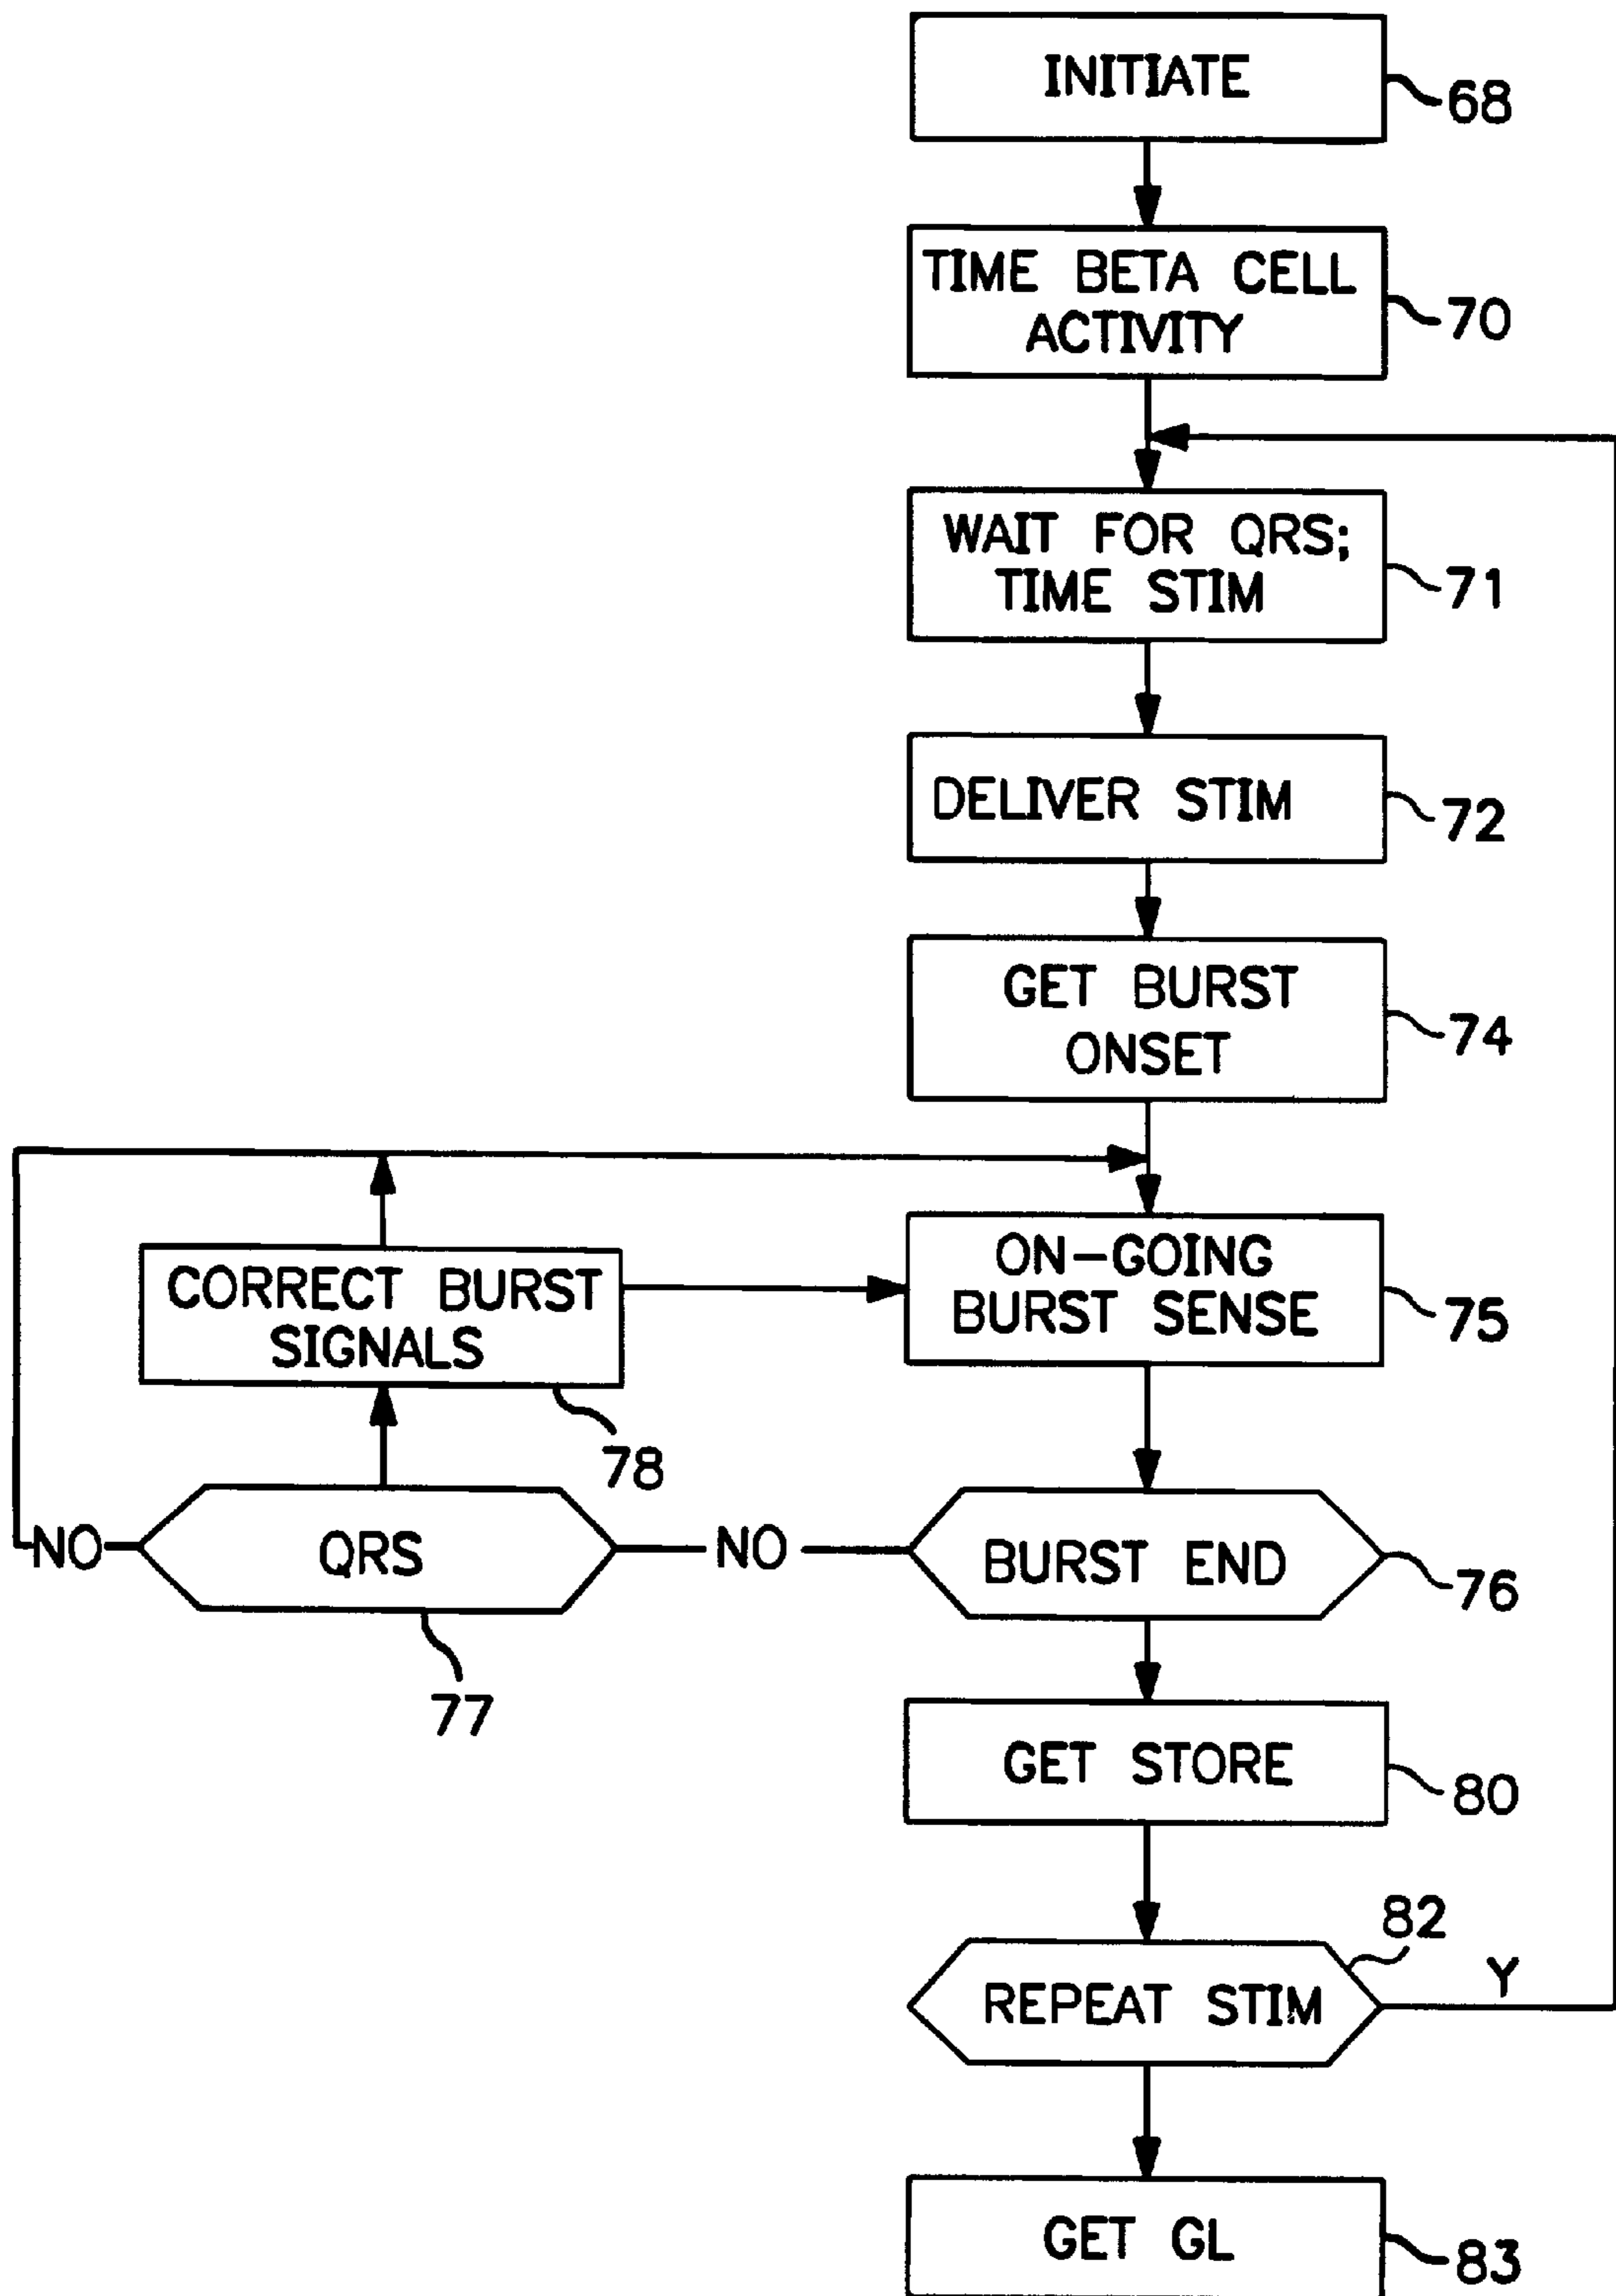 INITIATE
68
TIME BETA CELL
ACTIVITY
70
WAIT FOR QRS;
TIME STIM
71
DELIVER STIM
72
GET BURST
ONSET
74
ON-GOING
BURST SENSE
75
CORRECT BURST
SIGNALS
78
NO
QRS
77
NO
BURST END
76
GET STORE
80
REPEAT STIM
82
Y
GET GL
83